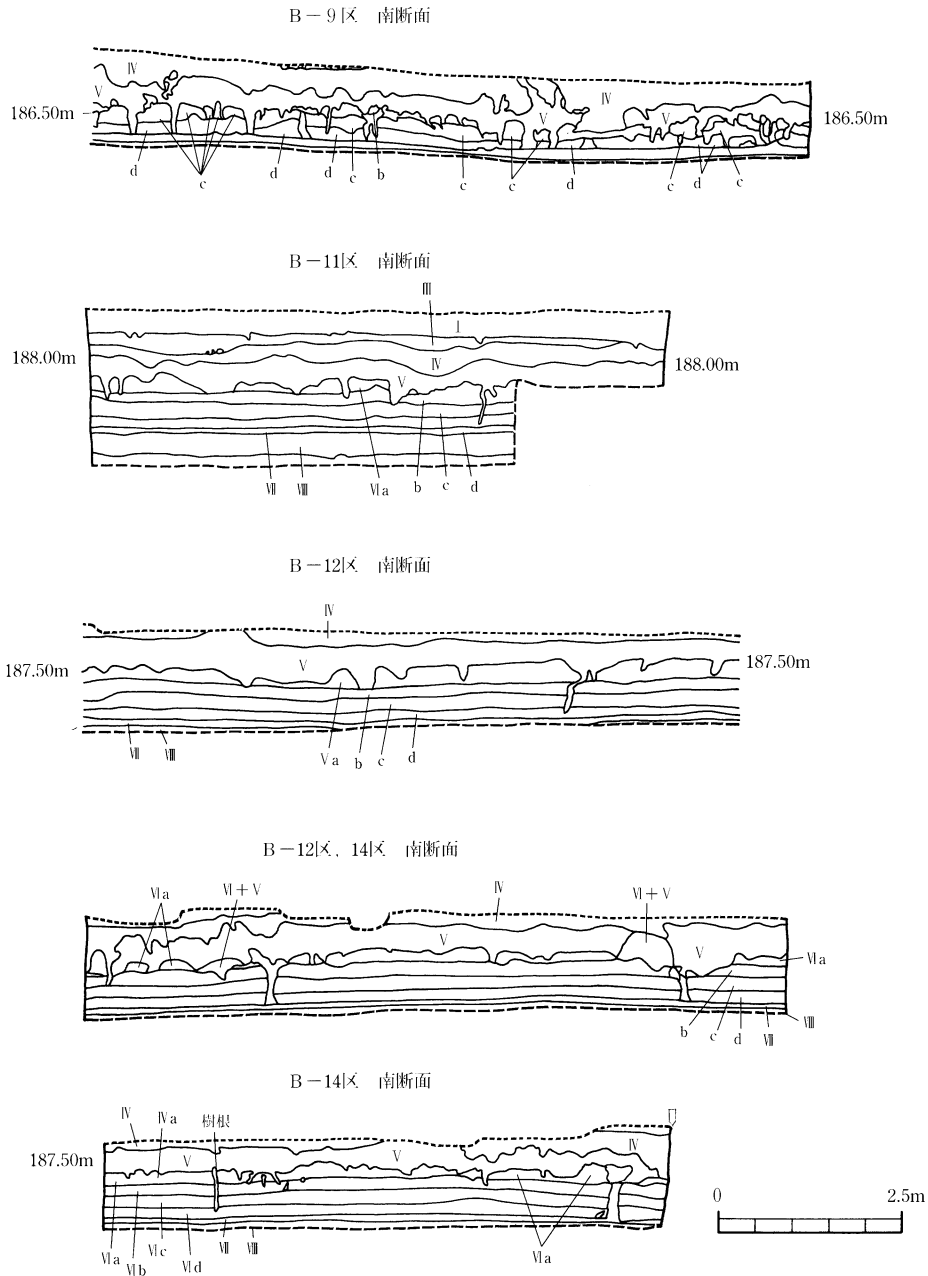 B－9区　南断面
Ⅳ
Ⅴ
Ⅴ
Ⅳ
Ⅴ
186.50m
186.50m
d
c
d
d
c
b
c
c
d
c
d
c
B－11区　南断面
Ⅲ
Ⅰ
Ⅳ
Ⅴ
188.00m
188.00m
Ⅶ
Ⅷ
Ⅵa
b
c
d
B－12区　南断面
Ⅳ
Ⅴ
187.50m
187.50m
Ⅶ
Ⅷ
Ⅴa
b
c
d
B－12区，14区　南断面
Ⅵa
Ⅵ＋Ⅴ
Ⅳ
Ⅵ＋Ⅴ
Ⅴ
Ⅴ
Ⅵa
b
c
d
Ⅶ
Ⅷ
B－14区　南断面
Ⅳ
Ⅳa
樹根
Ⅱ
Ⅳ
187.50m
Ⅴ
Ⅴ
Ⅵa
Ⅵb
Ⅵc
Ⅵd
Ⅶ
Ⅷ
Ⅵa
0
2.5m